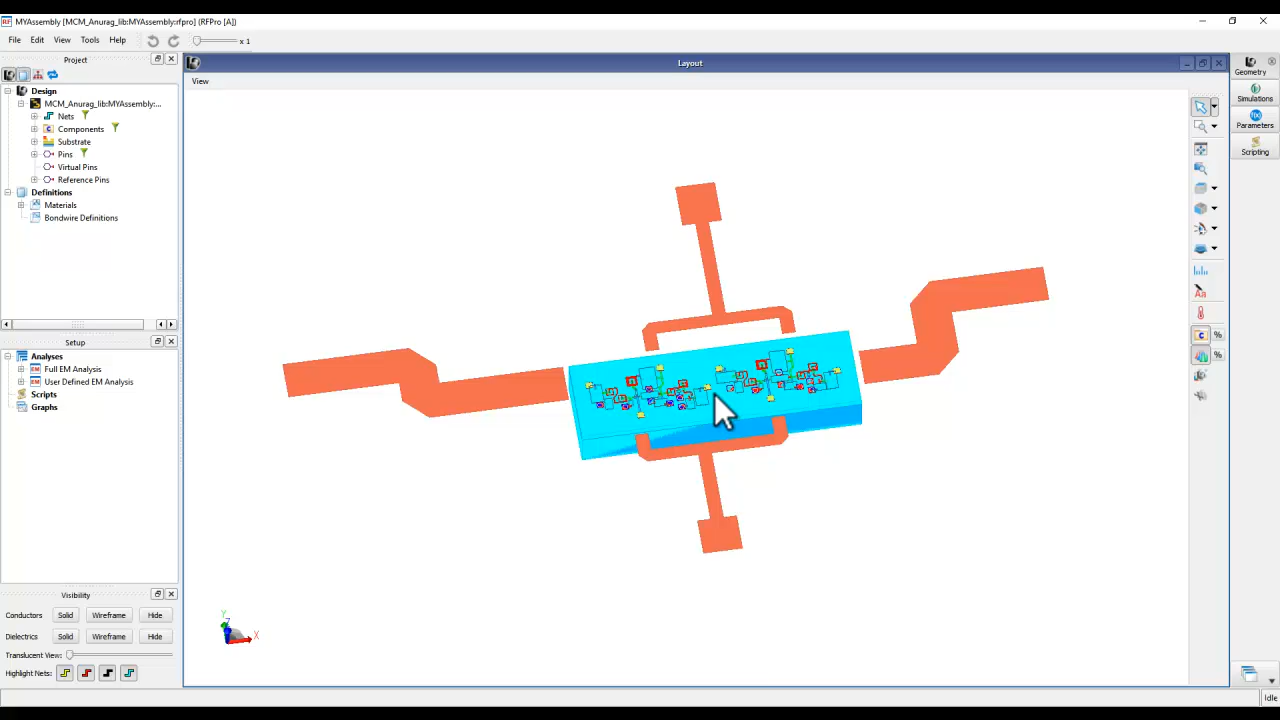 MYAssembly [MCM_Anurag_lib:MYAssembly:rfpro] (RFPro [A])
File Edit View Tools Help x 1
Project
Design
MCM_Anurag_lib:MYAssembly:...
Nets
Components
Substrate
Pins
Virtual Pins
Reference Pins
Definitions
Materials
Bondwire Definitions
Setup
Analyses
Full EM Analysis
User Defined EM Analysis
Scripts
Graphs
Visibility
Conductors Solid Wireframe Hide
Dielectrics Solid Wireframe Hide
Translucent View:
Highlight Nets:
Layout
View
Y
Z
X
Aa
%
%
Geometry
Simulations
f(x)
Parameters
Scripting
Idle